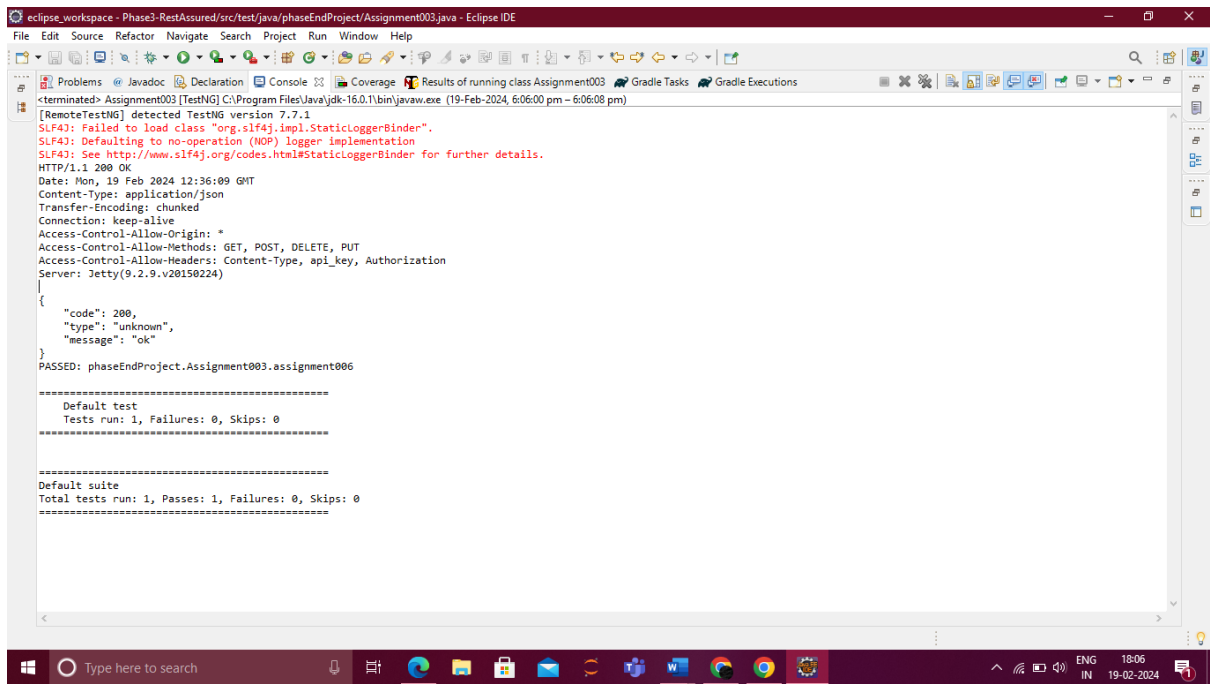 eclipse_workspace - Phase3-RestAssured/src/test/java/phaseEndProject/Assignment003.java - Eclipse IDE
File Edit Source Refactor Navigate Search Project Run Window Help
Problems @ Javadoc Declaration Console Coverage Results of running class Assignment003 Gradle Tasks Gradle Executions
<terminated> Assignment003 [TestNG] C:\Program Files\Java\jdk-16.0.1\bin\javaw.exe (19-Feb-2024, 6:06:00 pm – 6:06:08 pm)
[RemoteTestNG] detected TestNG version 7.7.1
SLF4J: Failed to load class "org.slf4j.impl.StaticLoggerBinder".
SLF4J: Defaulting to no-operation (NOP) logger implementation
SLF4J: See http://www.slf4j.org/codes.html#StaticLoggerBinder for further details.
HTTP/1.1 200 OK
Date: Mon, 19 Feb 2024 12:36:09 GMT
Content-Type: application/json
Transfer-Encoding: chunked
Connection: keep-alive
Access-Control-Allow-Origin: *
Access-Control-Allow-Methods: GET, POST, DELETE, PUT
Access-Control-Allow-Headers: Content-Type, api_key, Authorization
Server: Jetty(9.2.9.v20150224)
{
    "code": 200,
    "type": "unknown",
    "message": "ok"
}
PASSED: phaseEndProject.Assignment003.assignment006
===============================================
    Default test
    Tests run: 1, Failures: 0, Skips: 0
===============================================
===============================================
Default suite
Total tests run: 1, Passes: 1, Failures: 0, Skips: 0
===============================================
Type here to search
ENG 18:06
IN 19-02-2024